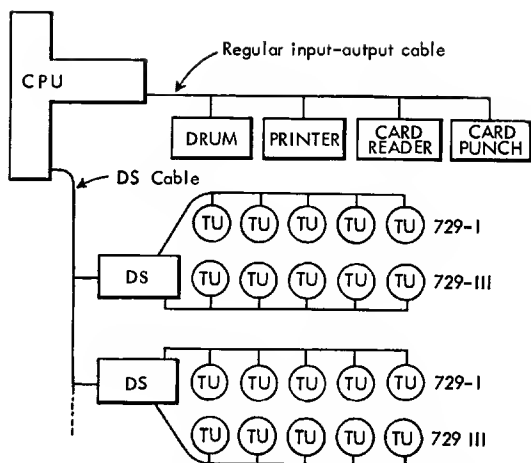 Regular input-output cable
CPU
DRUM PRINTER CARD READER CARD PUNCH
DS Cable
TU TU TU TU TU 729-I
DS
TU TU TU TU TU 729-III
TU TU TU TU TU 729-I
DS
TU TU TU TU TU 729 III